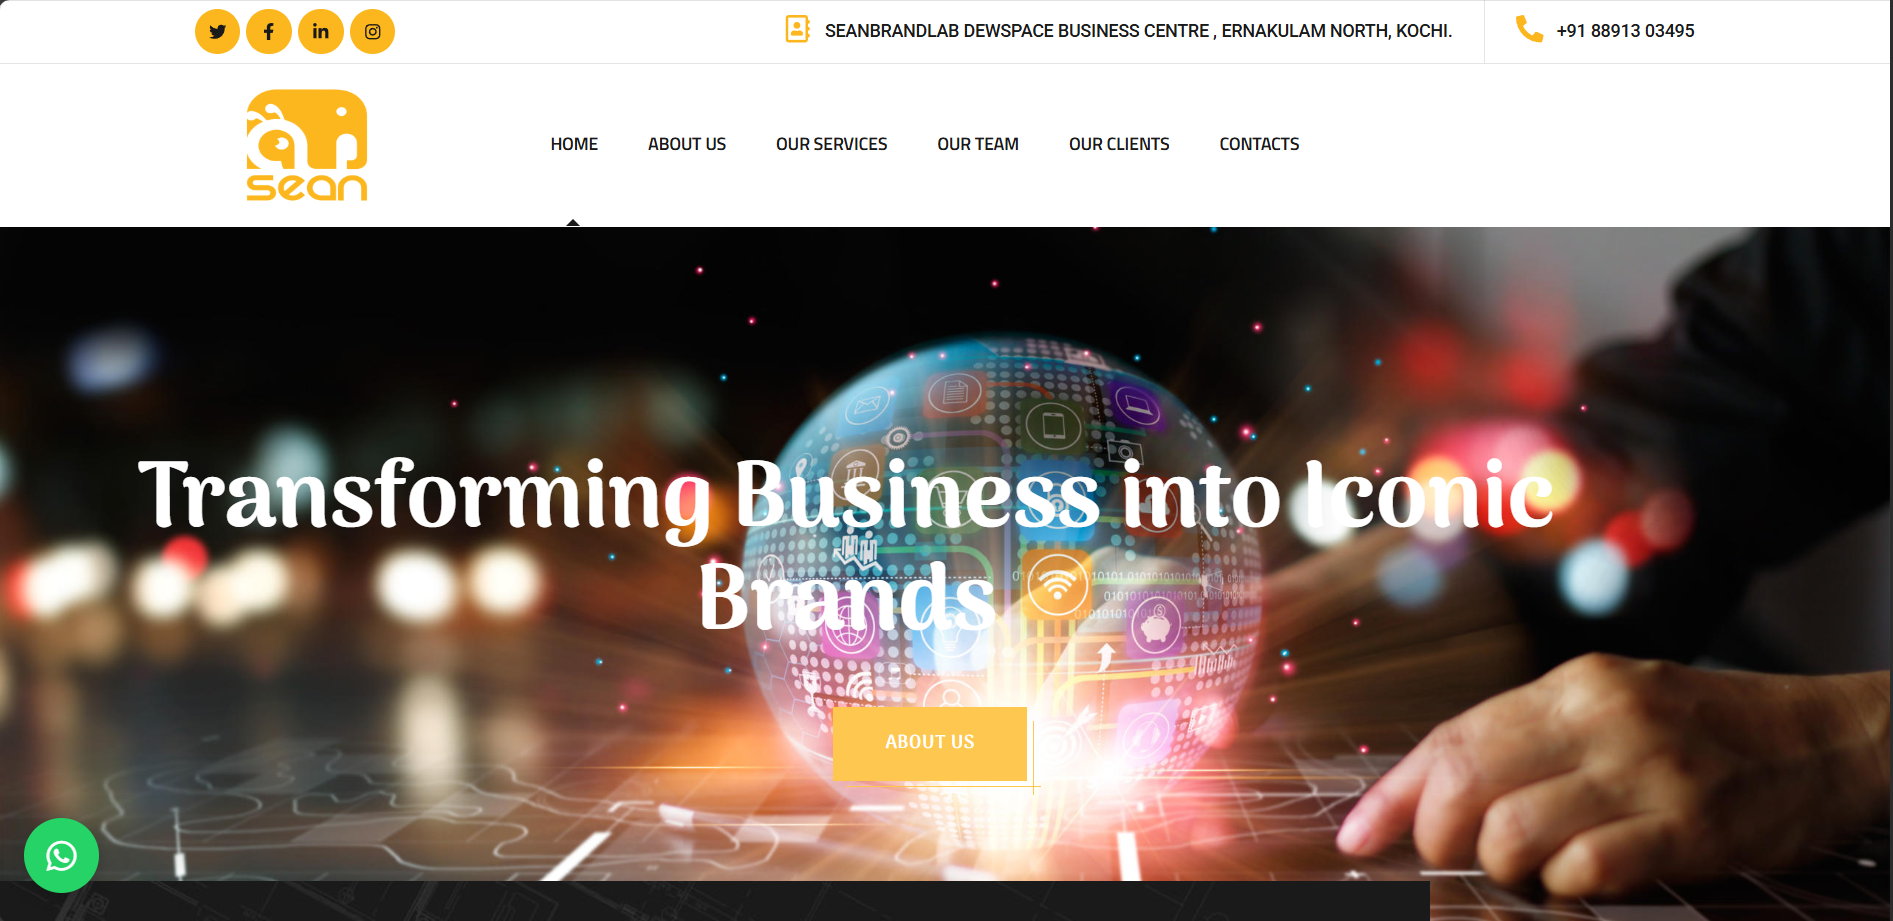 SEANBRANDLAB DEWSPACE BUSINESS CENTRE , ERNAKULAM NORTH, KOCHI.
+91 88913 03495
sean
HOME
ABOUT US
OUR SERVICES
OUR TEAM
OUR CLIENTS
CONTACTS
Transforming Business into Iconic
Brands
ABOUT US